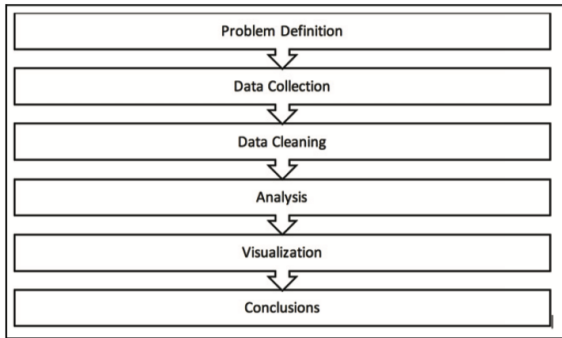 Problem Definition
Data Collection
Data Cleaning
Analysis
Visualization
Conclusions